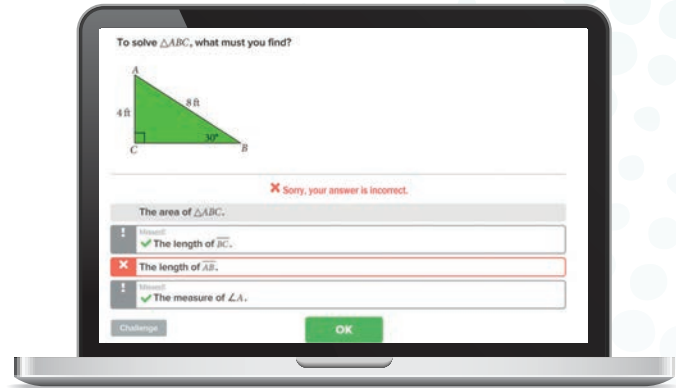 To solve △ABC, what must you find?
A
8 ft
4 ft
30°
C
B
Sorry, your answer is incorrect.
The area of △ABC.
!
Missed!
The length of BC.
The length of AB.
!
Missed!
The measure of ∠A.
Challenge
OK